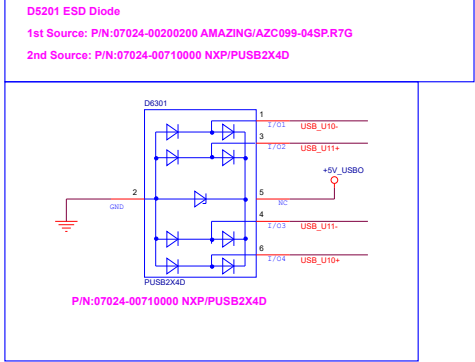 D5201 ESD Diode
1st Source: P/N:07024-00200200 AMAZING/AZC099-04SP.R7G
2nd Source: P/N:07024-00710000 NXP/PUSB2X4D
D6301
1
I/O1 USB_U10-
3
I/O2 USB_U11+
+5V_USBO
2 5
GND NC
4
I/O3 USB_U11-
6
I/O4 USB_U10+
PUSB2X4D
P/N:07024-00710000 NXP/PUSB2X4D